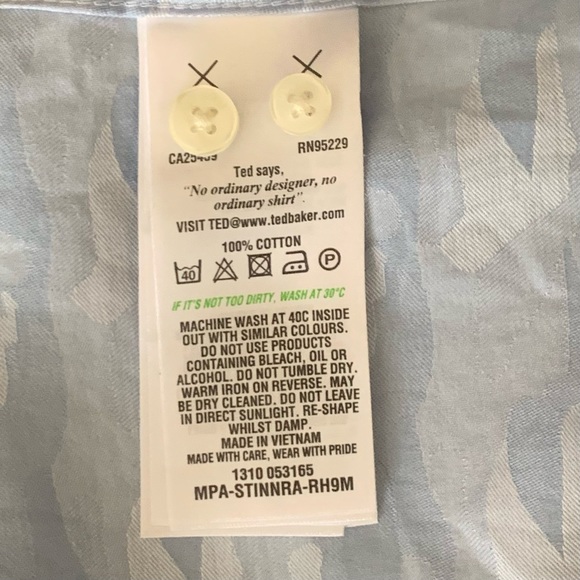 RN95229
Ted says,
"No ordinary designer, no
ordinary shirt".
VISIT TED@www.tedbaker.com
100% COTTON
40 P
IF IT'S NOT TOO DIRTY, WASH AT 30°C
MACHINE WASH AT 40C INSIDE
OUT WITH SIMILAR COLOURS.
DO NOT USE PRODUCTS
CONTAINING BLEACH, OIL OR
ALCOHOL. DO NOT TUMBLE DRY.
WARM IRON ON REVERSE. MAY
BE DRY CLEANED. DO NOT LEAVE
IN DIRECT SUNLIGHT. RE-SHAPE
WHILST DAMP.
MADE IN VIETNAM
MADE WITH CARE, WEAR WITH PRIDE
1310 053165
MPA-STINNRA-RH9M